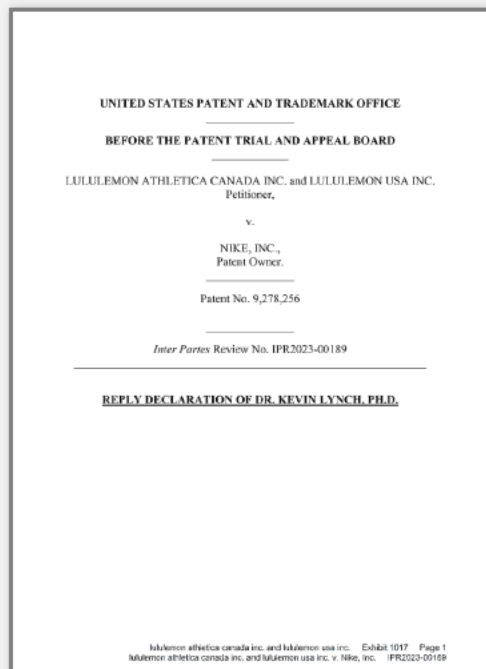 UNITED STATES PATENT AND TRADEMARK OFFICE
BEFORE THE PATENT TRIAL AND APPEAL BOARD
LULULEMON ATHLETICA CANADA INC. and LULULEMON USA INC.
Petitioner,
v.
NIKE, INC.,
Patent Owner.
Patent No. 9,278,256
Inter Partes Review No. IPR2023-00189
REPLY DECLARATION OF DR. KEVIN LYNCH, PH.D.
lululemon athletica canada inc. and lululemon usa inc. Exhibit 1017 Page 1
lululemon athletica canada inc. and lululemon usa inc. v. Nike, Inc. IPR2023-00189